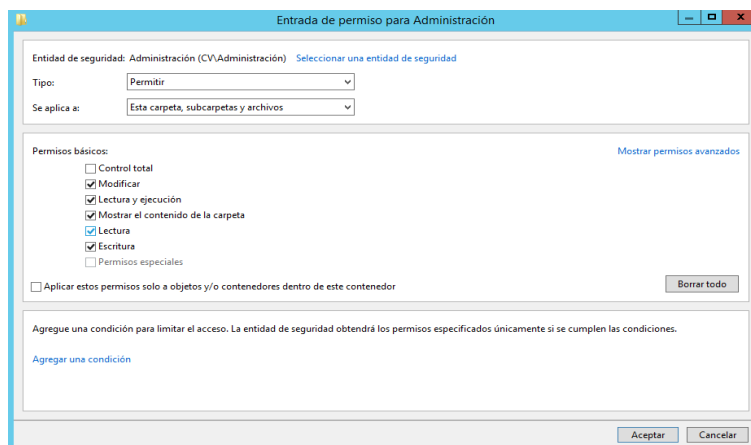 Entrada de permiso para Administración
Entidad de seguridad: Administración (CV\Administración) Seleccionar una entidad de seguridad
Tipo: Permitir
Se aplica a: Esta carpeta, subcarpetas y archivos
Permisos básicos: Mostrar permisos avanzados
Control total
Modificar
Lectura y ejecución
Mostrar el contenido de la carpeta
Lectura
Escritura
Permisos especiales
Aplicar estos permisos solo a objetos y/o contenedores dentro de este contenedor Borrar todo
Agregue una condición para limitar el acceso. La entidad de seguridad obtendrá los permisos especificados únicamente si se cumplen las condiciones.
Agregar una condición
Aceptar Cancelar